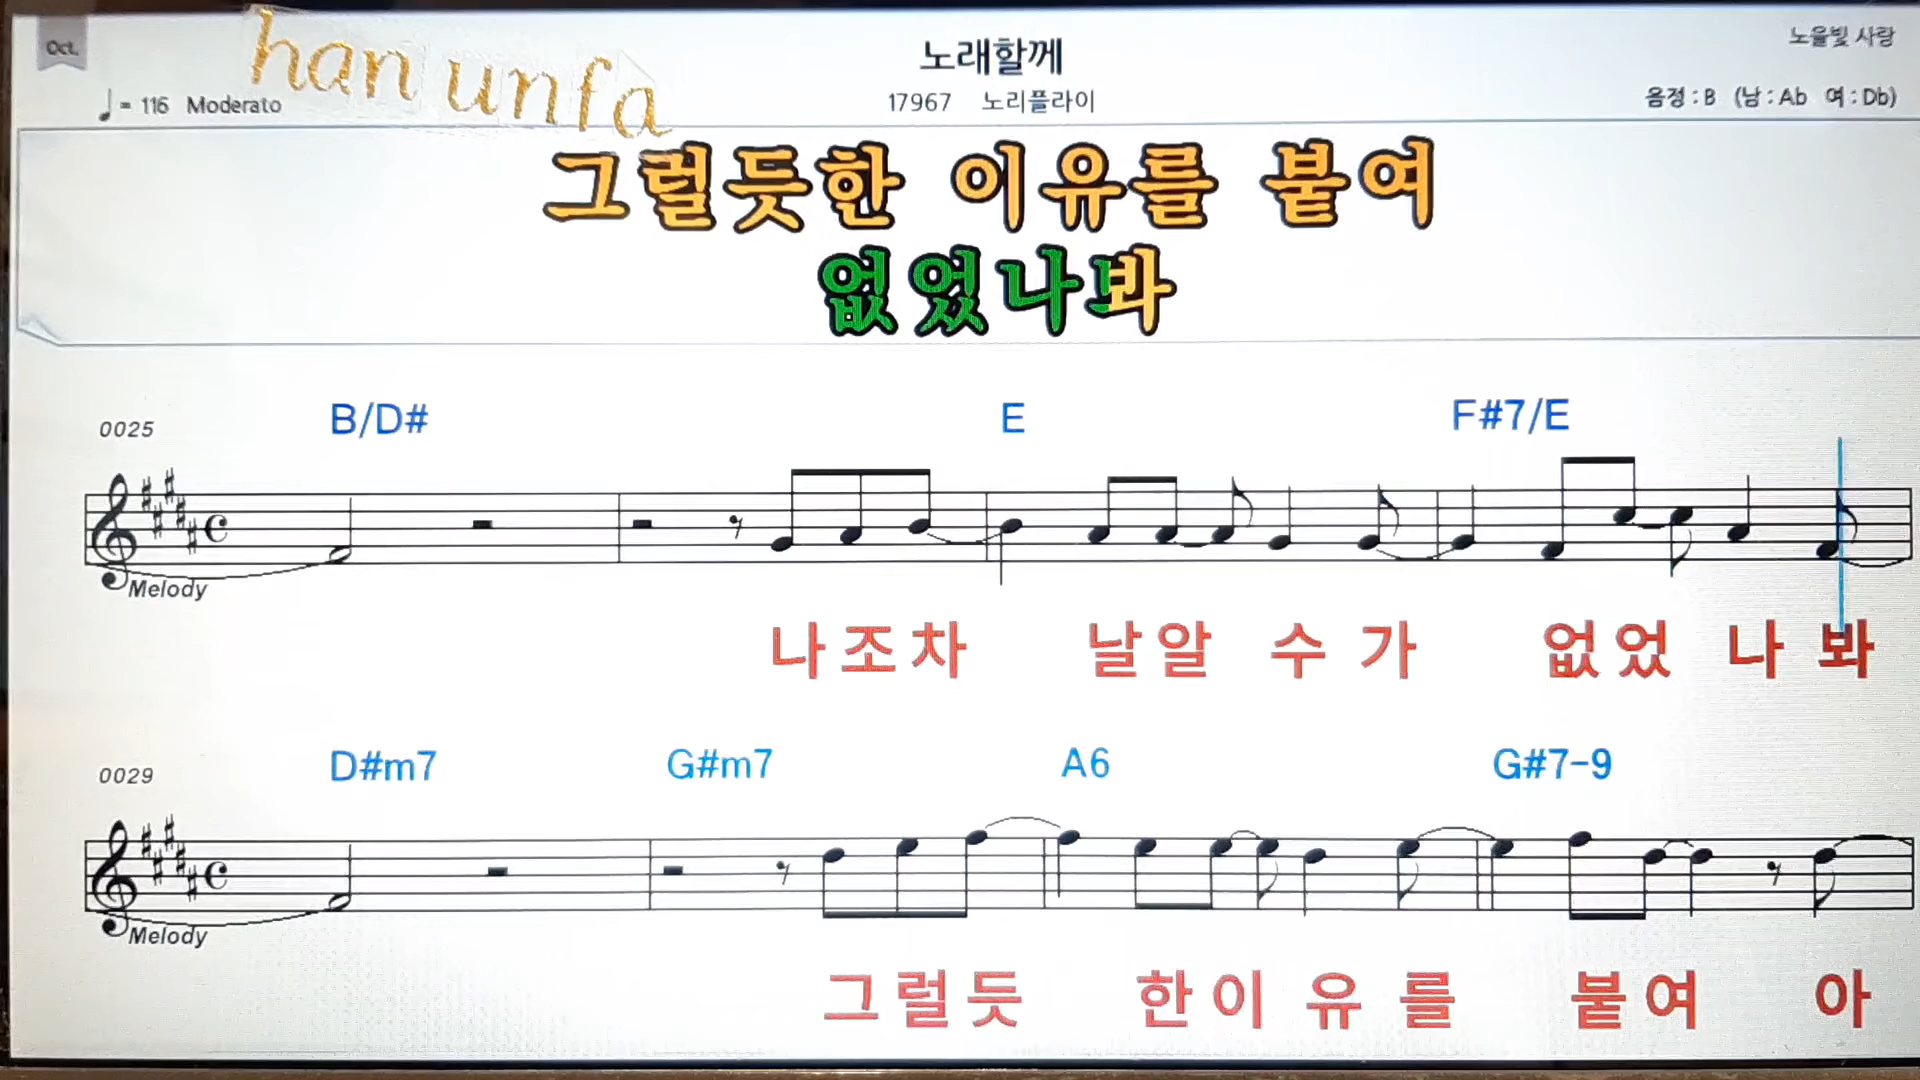 Oct.
han unfa
노래할께
노을빛 사랑
♩= 116 Moderato
17967 노리플라이
음정 : B (남 : Ab 여 : Db)
그럴듯한 이유를 붙여
없었나봐
B/D# E F#7/E
0025
Melody
나조차 날알 수 가 없었 나 봐
D#m7 G#m7 A6 G#7-9
0029
Melody
그럴듯 한이 유 를 붙여 아